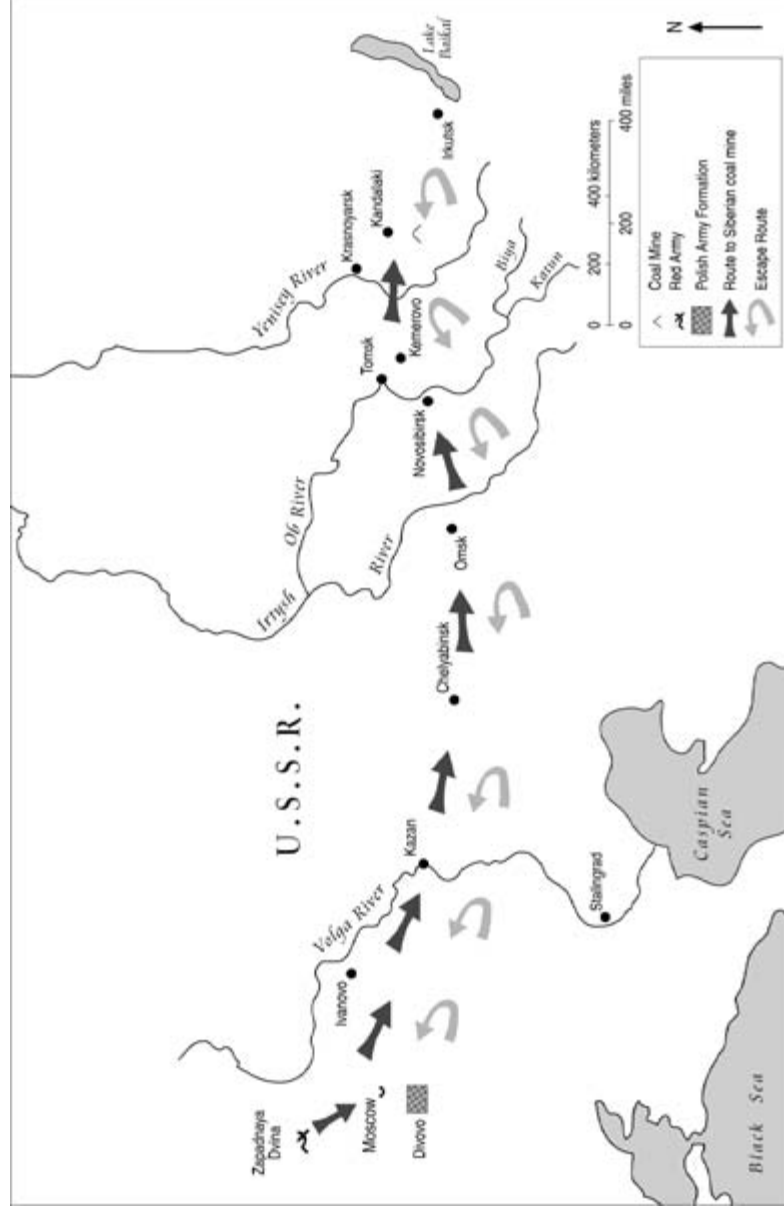 U.S.S.R.
Zapadnaya
Dvina
Moscow
Divovo
Ivanovo
Volga River
Kazan
Stalingrad
Black Sea
Caspian
Sea
Chelyabinsk
Omsk
Irtysh
River
Ob River
Novosibirsk
Tomsk
Kemerovo
Biya
Katun
Yenisey River
Krasnoyarsk
Kandalaki
Irkutsk
Lake
Baikal
N
0 200 400 kilometers
0 200 400 miles
Coal Mine
Red Army
Polish Army Formation
Route to Siberian coal mine
Escape Route